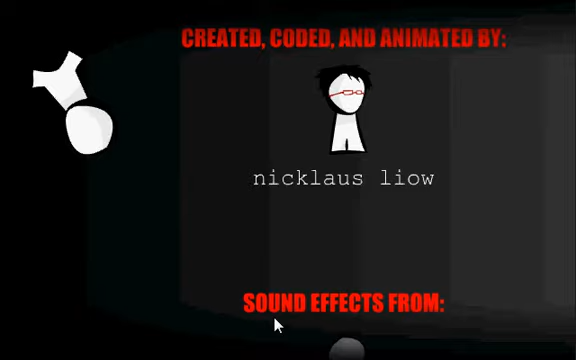 CREATED, CODED, AND ANIMATED BY:
nicklaus liow
SOUND EFFECTS FROM: